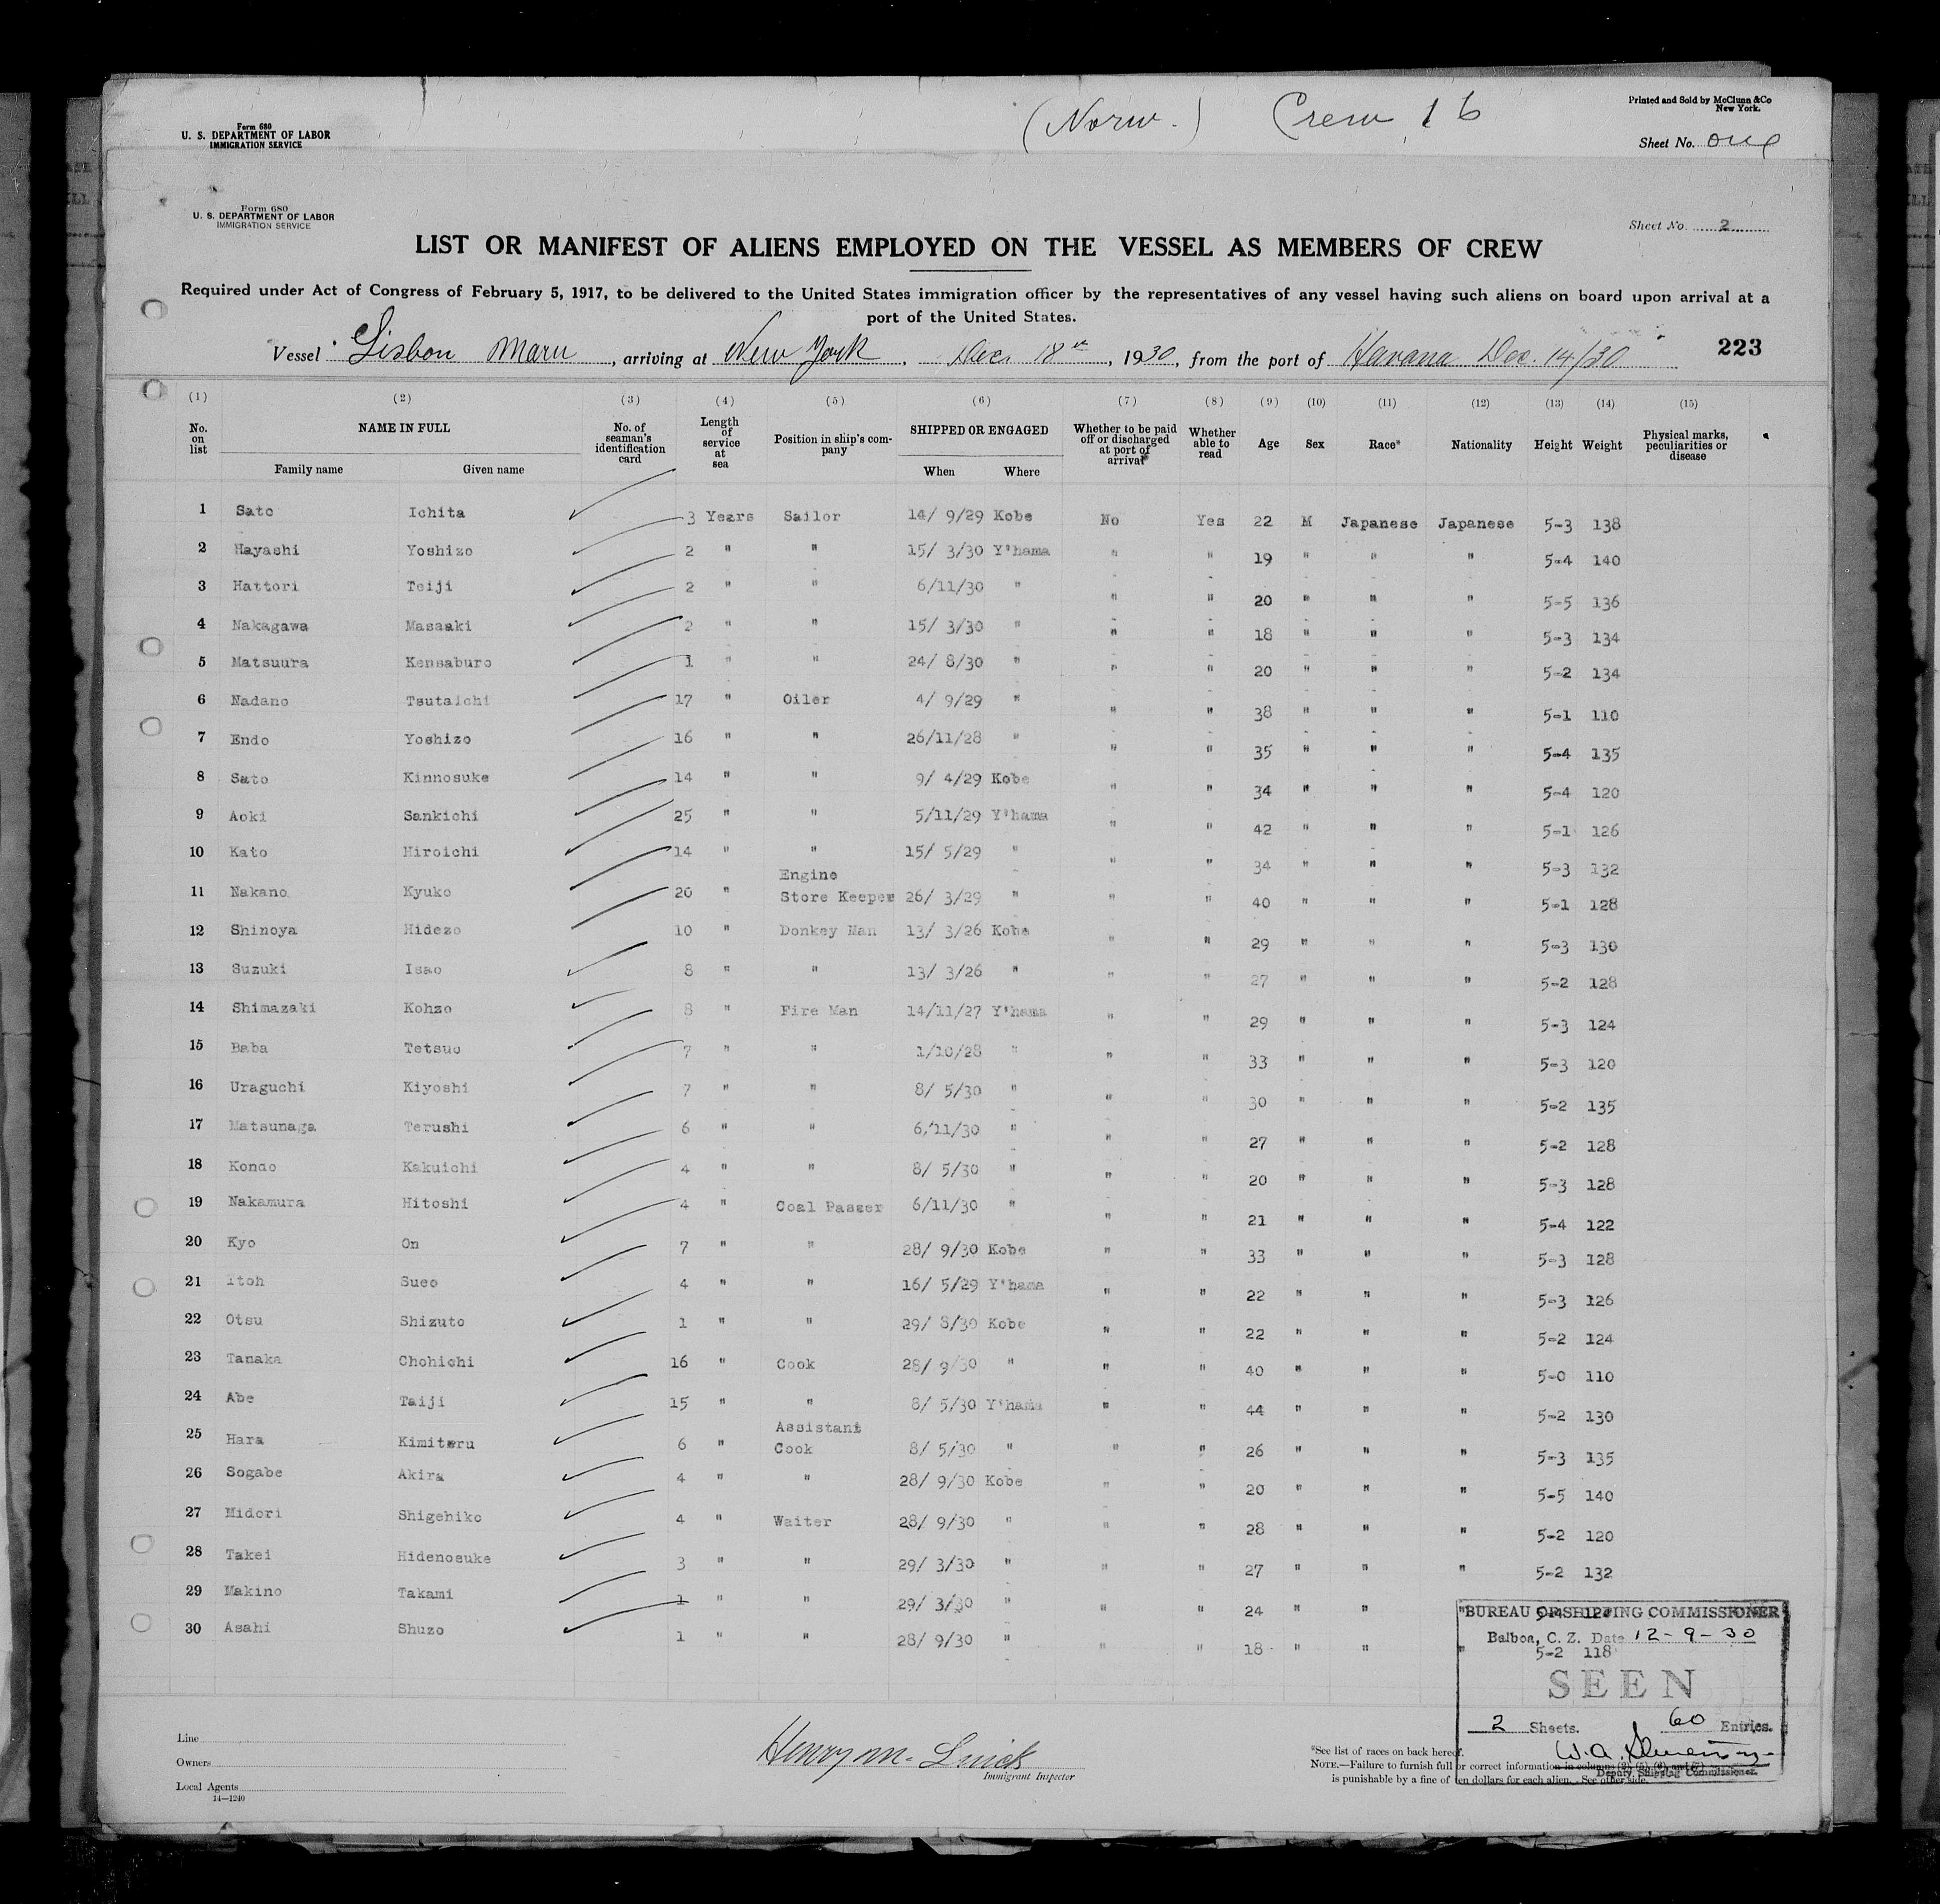 (Norw.) Crew 16
Printed and Sold by McClunn & Co
New York.
Form 680
U. S. DEPARTMENT OF LABOR
IMMIGRATION SERVICE
Sheet No. One
Form 680
U. S. DEPARTMENT OF LABOR
IMMIGRATION SERVICE
Sheet No. 2
LIST OR MANIFEST OF ALIENS EMPLOYED ON THE VESSEL AS MEMBERS OF CREW
Required under Act of Congress of February 5, 1917, to be delivered to the United States immigration officer by the representatives of any vessel having such aliens on board upon arrival at a
port of the United States.
Vessel Lisbon Maru, arriving at New York, Dec. 18th, 1930, from the port of Havana Dec. 14/30 223
(1) (2) (3) (4) (5) (6) (7) (8) (9) (10) (11) (12) (13) (14) (15)
No. on list NAME IN FULL Family name Given name No. of seaman's identification card Length of service at sea Position in ship's company SHIPPED OR ENGAGED When Where Whether to be paid off or discharged at port of arrival Whether able to read Age Sex Race* Nationality Height Weight Physical marks, peculiarities or disease
1 Sato Ichita 3 Years Sailor 14/ 9/29 Kobe No Yes 22 M Japanese Japanese 5-3 138
2 Hayashi Yoshizo 2 " " 15/ 3/30 Y'hama " " 19 " " " 5-4 140
3 Hattori Teiji 2 " " 6/11/30 " " " 20 " " " 5-5 136
4 Nakagawa Masaaki 2 " " 15/ 3/30 " " " 18 " " " 5-3 134
5 Matsuura Kensaburo 1 " " 24/ 8/30 " " " 20 " " " 5-2 134
6 Nadano Tsutaichi 17 " Oiler 4/ 9/29 " " " 38 " " " 5-1 110
7 Endo Yoshizo 16 " " 26/11/28 " " " 35 " " " 5-4 135
8 Sato Kinnosuke 14 " " 9/ 4/29 Kobe " " 34 " " " 5-4 120
9 Aoki Sankichi 25 " " 5/11/29 Y'hama " " 42 " " " 5-1 126
10 Kato Hiroichi 14 " " 15/ 5/29 " " " 34 " " " 5-3 132
11 Nakano Kyuko 20 " Engine Store Keeper 26/ 3/29 " " " 40 " " " 5-1 128
12 Shinoya Hidezo 10 " Donkey Man 13/ 3/26 Kobe " " 29 " " " 5-3 130
13 Suzuki Isao 8 " " 13/ 3/26 " " " 27 " " " 5-2 128
14 Shimazaki Kohzo 8 " Fire Man 14/11/27 Y'hama " " 29 " " " 5-3 124
15 Baba Tetsuo 7 " " 1/10/28 " " " 33 " " " 5-3 120
16 Uraguchi Kiyoshi 7 " " 8/ 5/30 " " " 30 " " " 5-2 135
17 Matsunaga Terushi 6 " " 6/11/30 " " " 27 " " " 5-2 128
18 Kondo Kakuichi 4 " " 8/ 5/30 " " " 20 " " " 5-3 128
19 Nakamura Hitoshi 4 " Coal Passer 6/11/30 " " " 21 " " " 5-4 122
20 Kyo On 7 " " 28/ 9/30 Kobe " " 33 " " " 5-3 128
21 Itoh Sueo 4 " " 16/ 5/29 Y'hama " " 22 " " " 5-3 126
22 Otsu Shizuto 1 " " 29/ 8/30 Kobe " " 22 " " " 5-2 124
23 Tanaka Chohichi 16 " Cook 28/ 9/30 " " " 40 " " " 5-0 110
24 Abe Taiji 15 " " 8/ 5/30 Y'hama " " 44 " " " 5-2 130
25 Hara Kimiteru 6 " Assistant Cook 8/ 5/30 " " " 26 " " " 5-3 135
26 Sogabe Akira 4 " " 28/ 9/30 Kobe " " 20 " " " 5-5 140
27 Midori Shigehiko 4 " Waiter 28/ 9/30 " " " 28 " " " 5-2 120
28 Takei Hidenosuke 3 " " 29/ 3/30 " " " 27 " " " 5-2 132
29 Makino Takami 1 " " 29/ 3/30 " " " 24 " " "
30 Asahi Shuzo 1 " " 28/ 9/30 " " " 18 " " " 5-2 118
BUREAU OF SHIPPING COMMISSIONER
Balboa, C. Z. Date 12-9-30
SEEN
2 Sheets. 60 Entries.
W. A.
Deputy Shipping Commissioner.
Line
Owners
Local Agents
14—1240
Henry M.
Immigrant Inspector
*See list of races on back hereof.
NOTE.—Failure to furnish full or correct information in columns
is punishable by a fine of ten dollars for each alien. See other side.